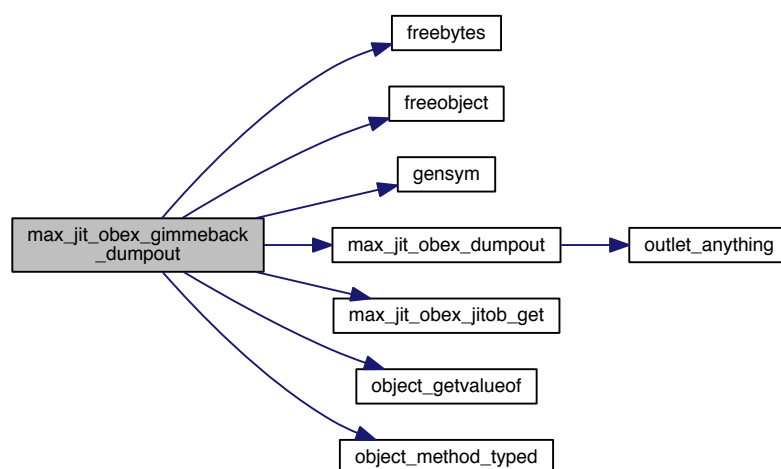 freebytes
freeobject
gensym
max_jit_obex_gimmeback
_dumpout
max_jit_obex_dumpout
outlet_anything
max_jit_obex_jitob_get
object_getvalueof
object_method_typed